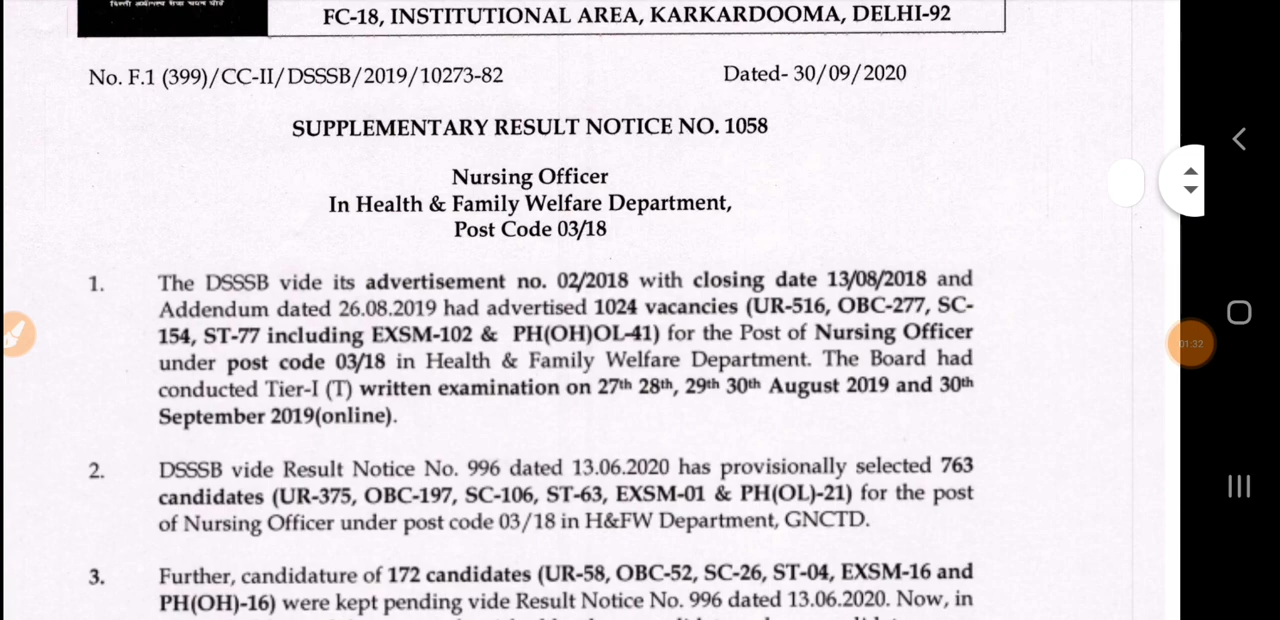 FC-18, INSTITUTIONAL AREA, KARKARDOOMA, DELHI-92
No. F.1 (399)/CC-II/DSSSB/2019/10273-82 Dated- 30/09/2020
SUPPLEMENTARY RESULT NOTICE NO. 1058
Nursing Officer
In Health & Family Welfare Department,
Post Code 03/18
1. The DSSSB vide its advertisement no. 02/2018 with closing date 13/08/2018 and
Addendum dated 26.08.2019 had advertised 1024 vacancies (UR-516, OBC-277, SC-
154, ST-77 including EXSM-102 & PH(OH)OL-41) for the Post of Nursing Officer
under post code 03/18 in Health & Family Welfare Department. The Board had
conducted Tier-I (T) written examination on 27th 28th, 29th 30th August 2019 and 30th
September 2019(online).
2. DSSSB vide Result Notice No. 996 dated 13.06.2020 has provisionally selected 763
candidates (UR-375, OBC-197, SC-106, ST-63, EXSM-01 & PH(OL)-21) for the post
of Nursing Officer under post code 03/18 in H&FW Department, GNCTD.
3. Further, candidature of 172 candidates (UR-58, OBC-52, SC-26, ST-04, EXSM-16 and
PH(OH)-16) were kept pending vide Result Notice No. 996 dated 13.06.2020. Now, in
01:32